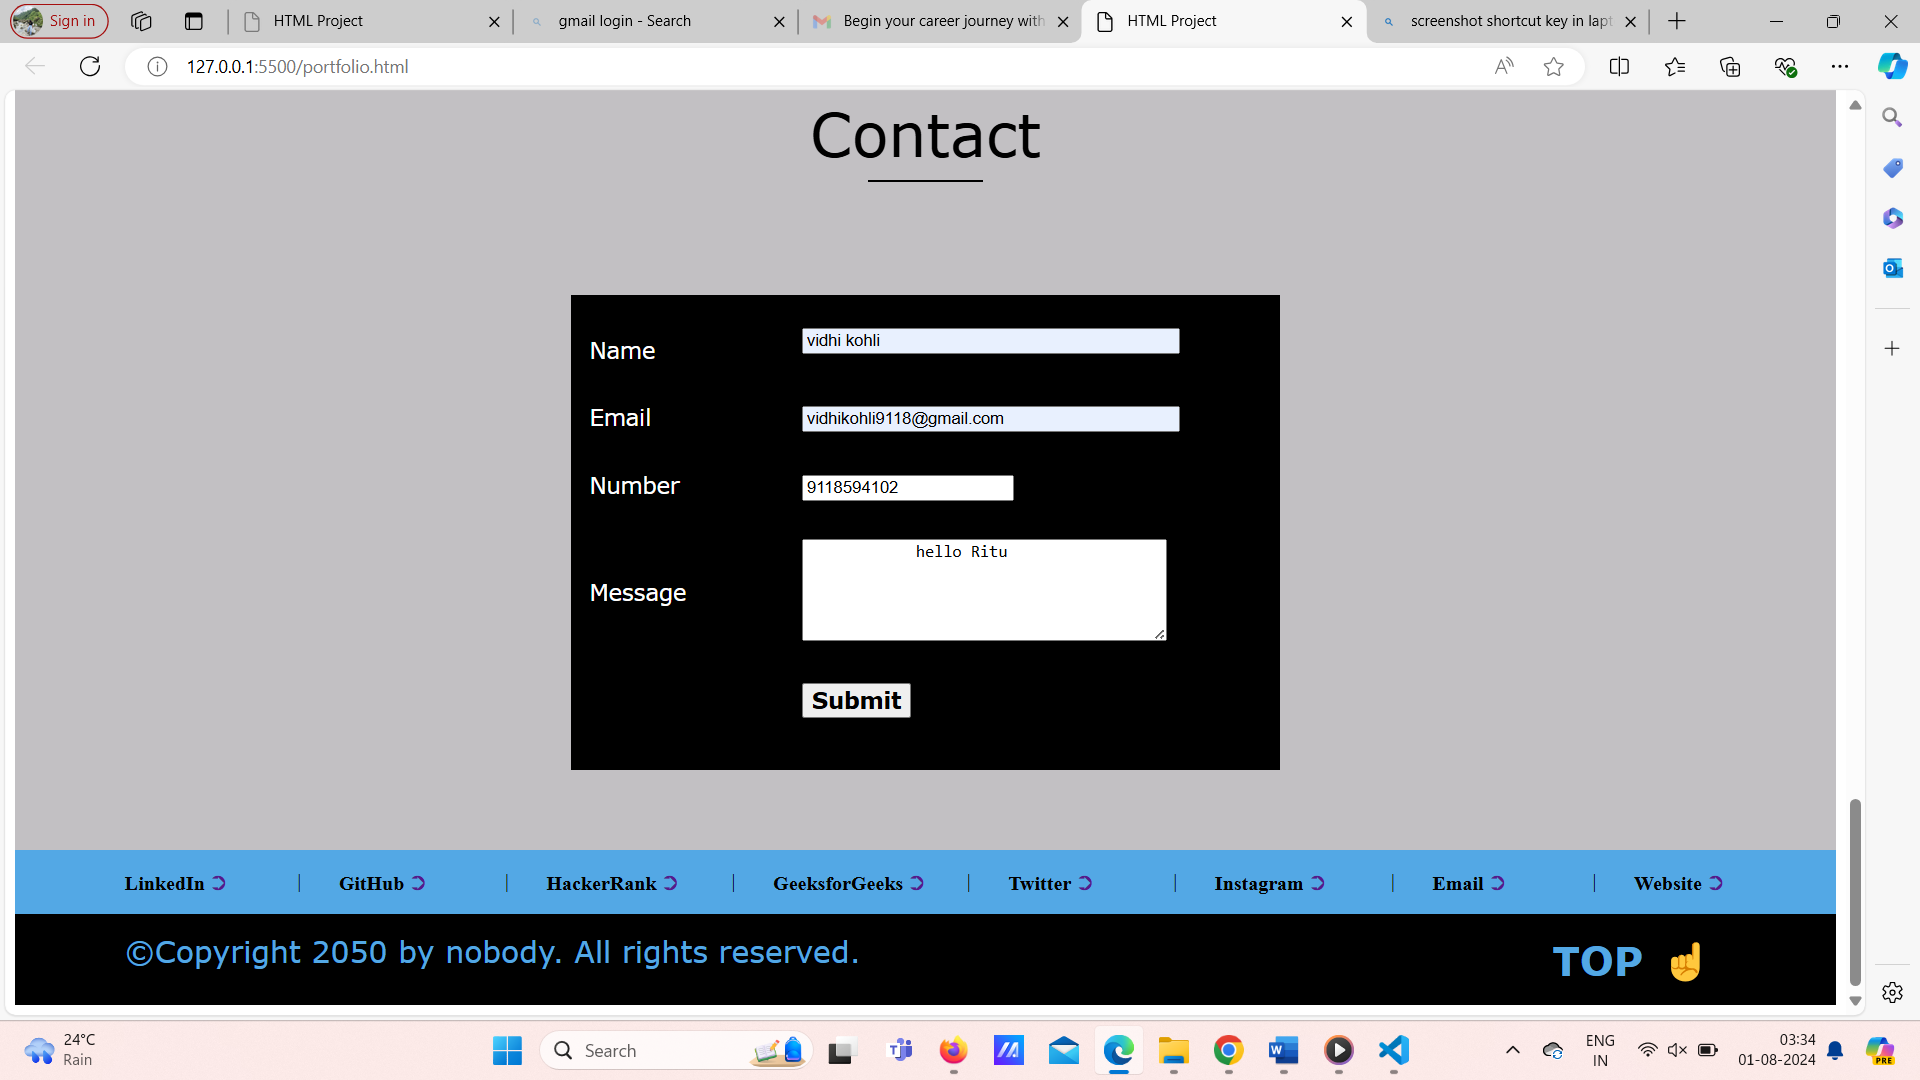 Sign in
HTML Project
gmail login - Search
Begin your career journey with
HTML Project
screenshot shortcut key in lapt
127.0.0.1:5500/portfolio.html
Contact
Name
vidhi kohli
Email
vidhikohli9118@gmail.com
Number
9118594102
Message
hello Ritu
Submit
LinkedIn ➲ | GitHub ➲ | HackerRank ➲ | GeeksforGeeks ➲ | Twitter ➲ | Instagram ➲ | Email ➲ | Website ➲
©Copyright 2050 by nobody. All rights reserved.
TOP ☝
24°C
Rain
Search
ENG
IN
03:34
01-08-2024
PRE